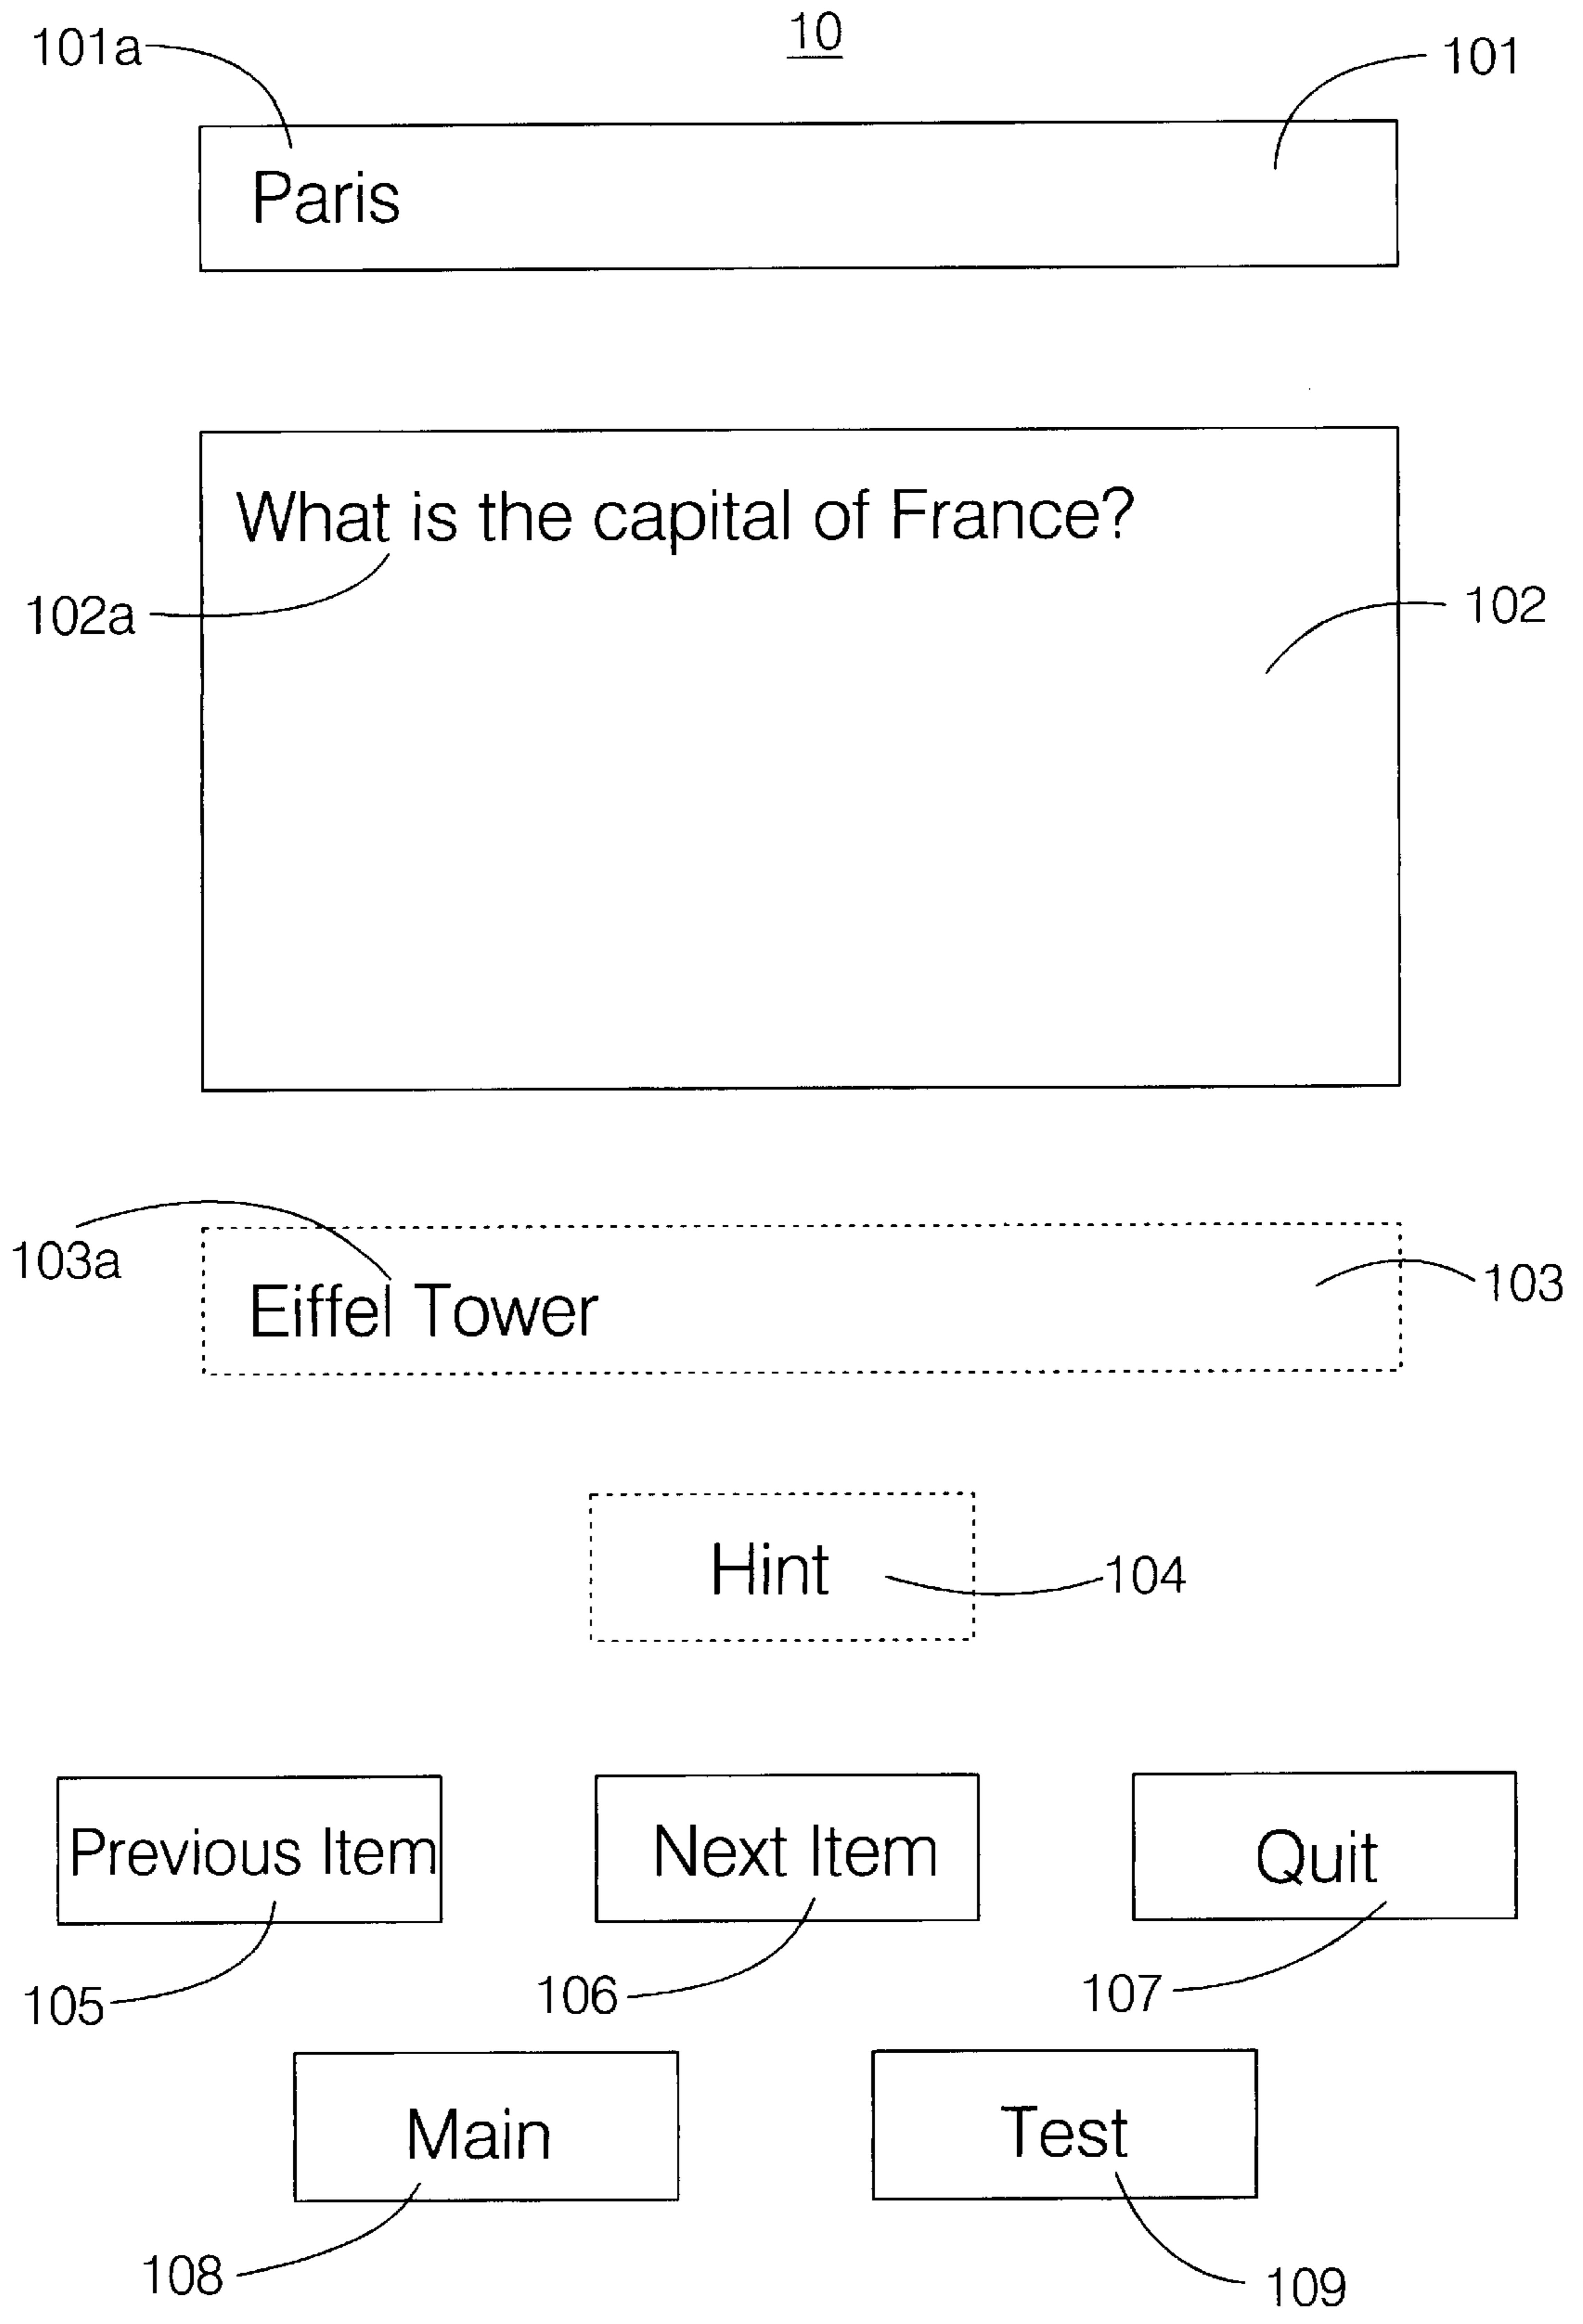 10
101a
101
Paris
What is the capital of France?
102a
102
103a
103
Eiffel Tower
Hint
104
Previous Item
Next Item
Quit
105
106
107
Main
Test
108
109